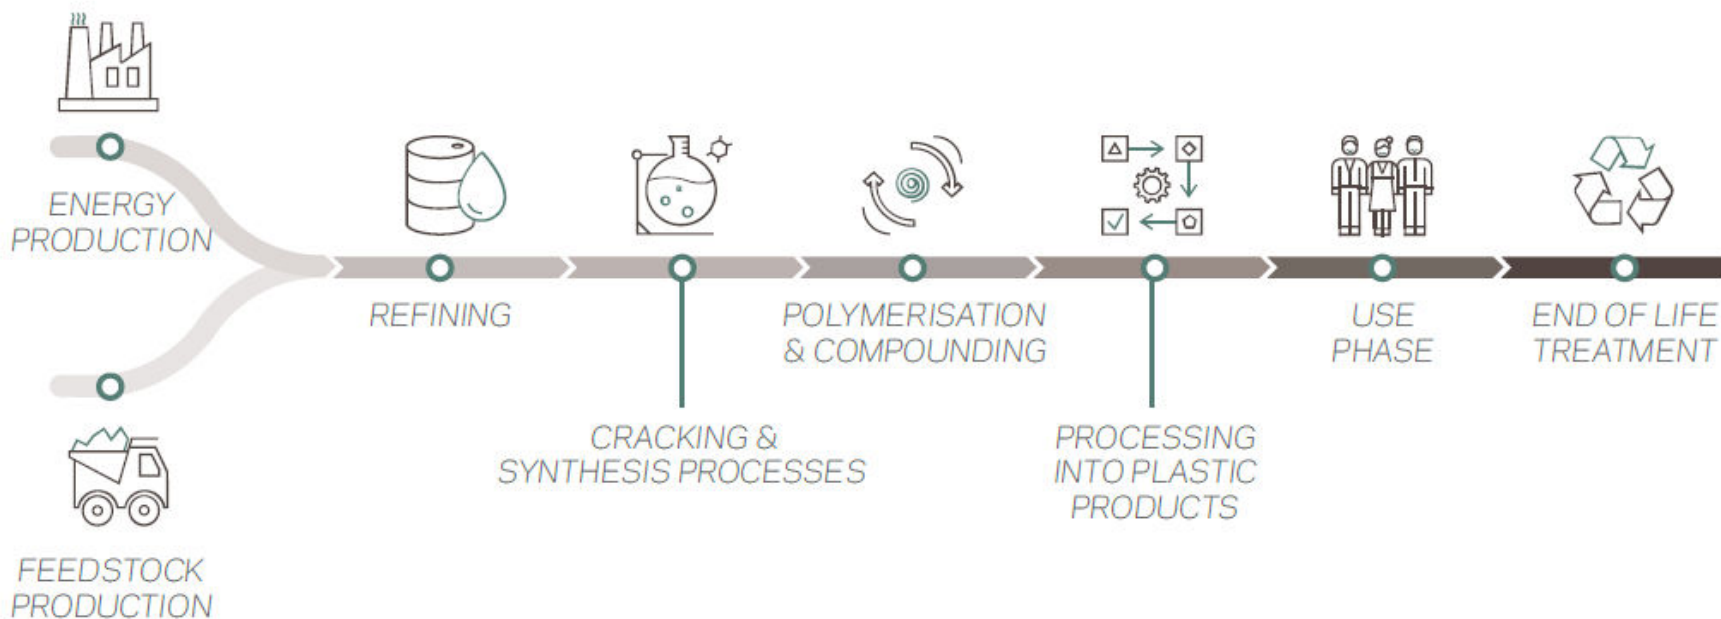 ENERGY
PRODUCTION
FEEDSTOCK
PRODUCTION
REFINING
CRACKING &
SYNTHESIS PROCESSES
POLYMERISATION
& COMPOUNDING
PROCESSING
INTO PLASTIC
PRODUCTS
USE
PHASE
END OF LIFE
TREATMENT